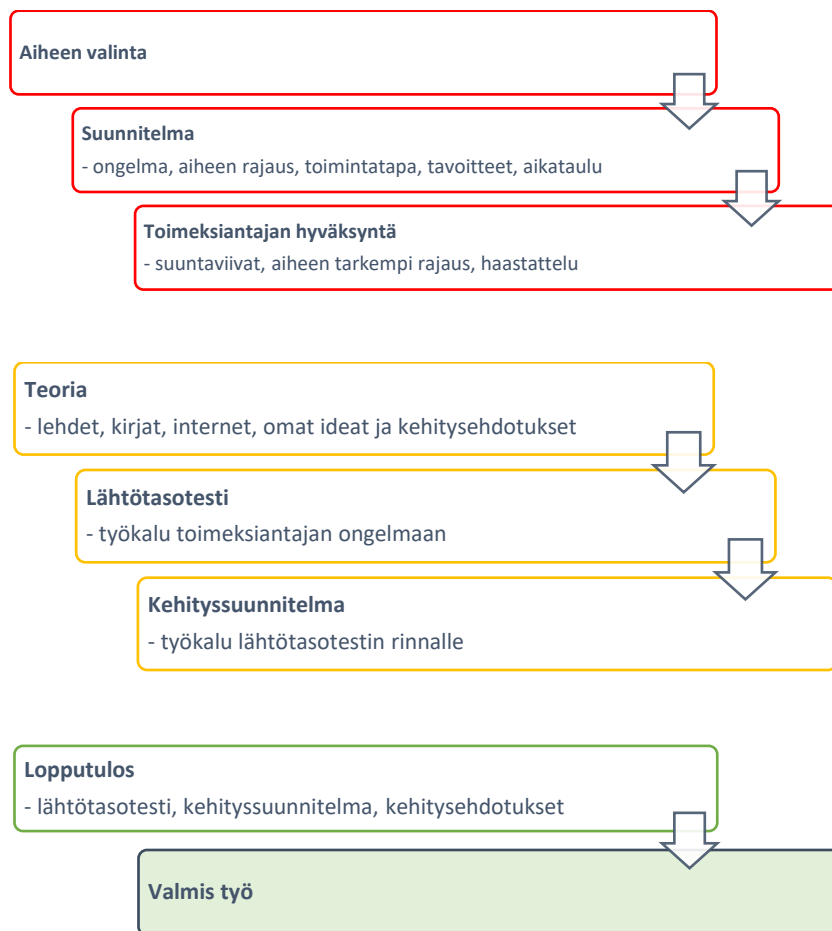 Aiheen valinta
Suunnitelma
- ongelma, aiheen rajaus, toimintatapa, tavoitteet, aikataulu
Toimeksiantajan hyväksyntä
- suuntaviivat, aiheen tarkempi rajaus, haastattelu
Teoria
- lehdet, kirjat, internet, omat ideat ja kehitysehdotukset
Lähtötasotesti
- työkalu toimeksiantajan ongelmaan
Kehityssuunnitelma
- työkalu lähtötasotestin rinnalle
Lopputulos
- lähtötasotesti, kehityssuunnitelma, kehitysehdotukset
Valmis työ